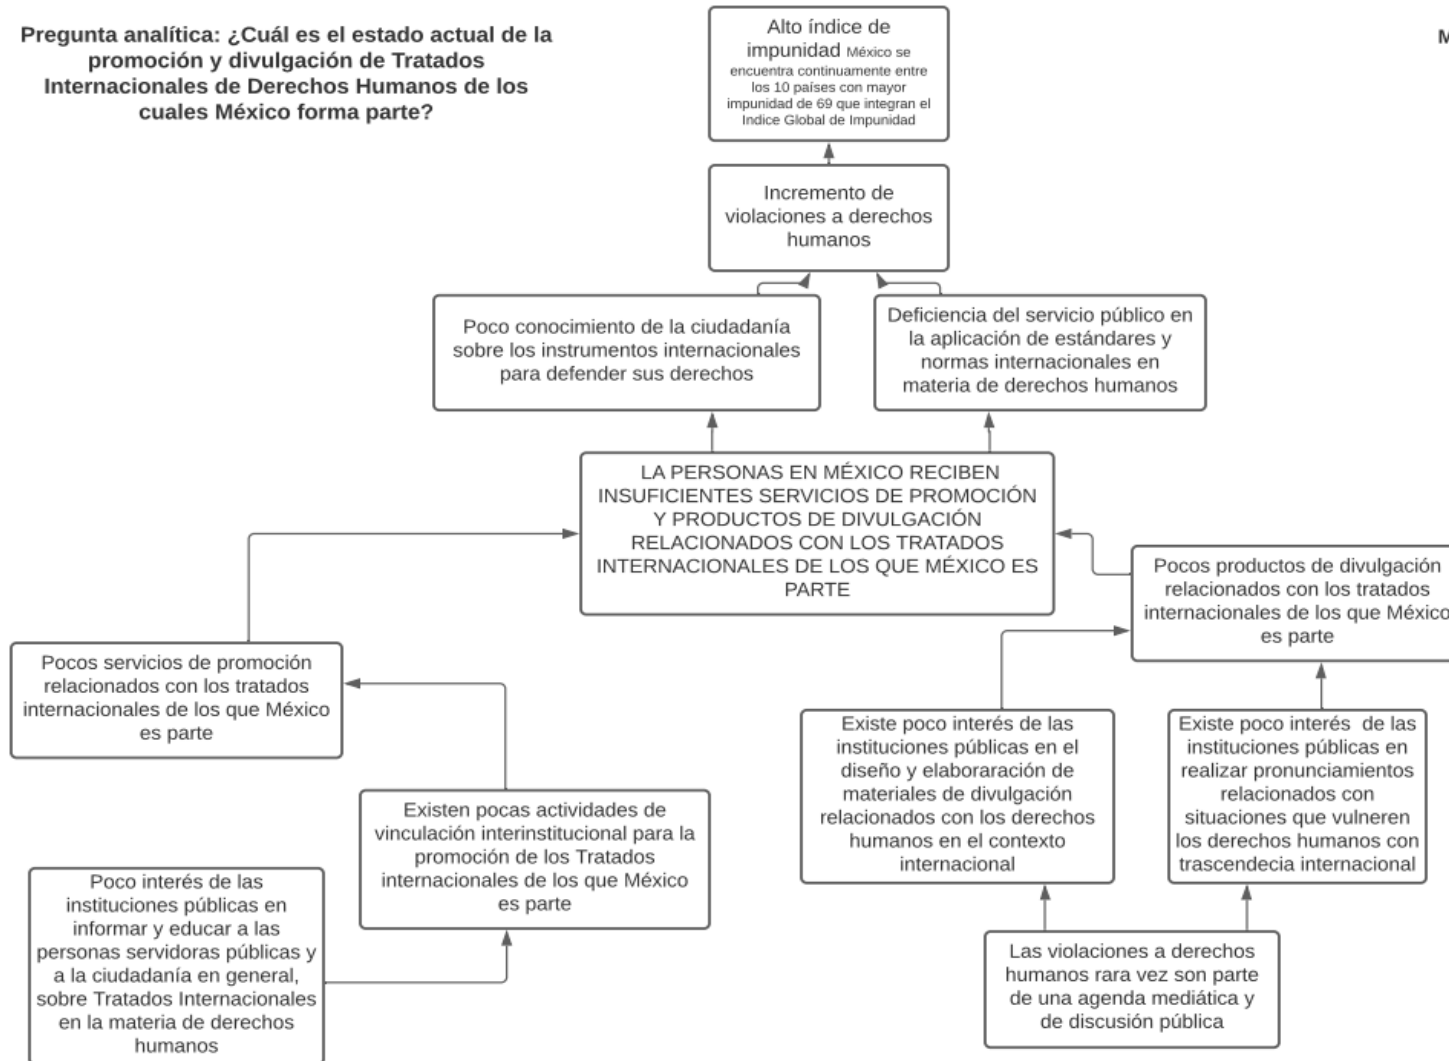 Pregunta analítica: ¿Cuál es el estado actual de la
promoción y divulgación de Tratados
Internacionales de Derechos Humanos de los
cuales México forma parte?
M
Alto índice de
impunidad México se
encuentra continuamente entre
los 10 países con mayor
impunidad de 69 que integran el
Indice Global de Impunidad
Incremento de
violaciones a derechos
humanos
Poco conocimiento de la ciudadanía
sobre los instrumentos internacionales
para defender sus derechos
Deficiencia del servicio público en
la aplicación de estándares y
normas internacionales en
materia de derechos humanos
LA PERSONAS EN MÉXICO RECIBEN
INSUFICIENTES SERVICIOS DE PROMOCIÓN
Y PRODUCTOS DE DIVULGACIÓN
RELACIONADOS CON LOS TRATADOS
INTERNACIONALES DE LOS QUE MÉXICO ES
PARTE
Pocos productos de divulgación
relacionados con los tratados
internacionales de los que México
es parte
Pocos servicios de promoción
relacionados con los tratados
internacionales de los que México
es parte
Existe poco interés de las
instituciones públicas en el
diseño y elaboraración de
materiales de divulgación
relacionados con los derechos
humanos en el contexto
internacional
Existe poco interés de las
instituciones públicas en
realizar pronunciamientos
relacionados con
situaciones que vulneren
los derechos humanos con
trascendecia internacional
Existen pocas actividades de
vinculación interinstitucional para la
promoción de los Tratados
internacionales de los que México
es parte
Poco interés de las
instituciones públicas en
informar y educar a las
personas servidoras públicas y
a la ciudadanía en general,
sobre Tratados Internacionales
en la materia de derechos
humanos
Las violaciones a derechos
humanos rara vez son parte
de una agenda mediática y
de discusión pública